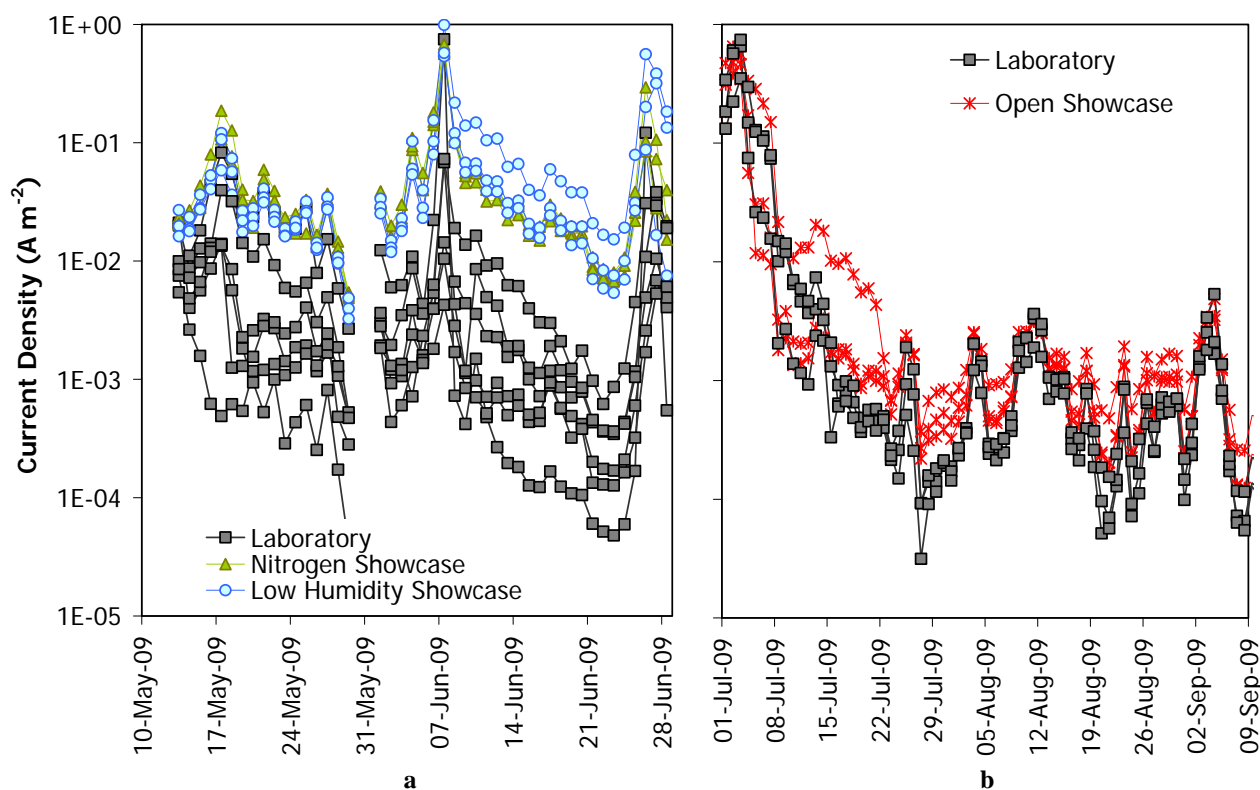 Current Density (A m⁻²)
1E+00
1E-01
1E-02
1E-03
1E-04
1E-05
Laboratory
Nitrogen Showcase
Low Humidity Showcase
10-May-09
17-May-09
24-May-09
31-May-09
07-Jun-09
14-Jun-09
21-Jun-09
28-Jun-09
a
Laboratory
Open Showcase
01-Jul-09
08-Jul-09
15-Jul-09
22-Jul-09
29-Jul-09
05-Aug-09
12-Aug-09
19-Aug-09
26-Aug-09
02-Sep-09
09-Sep-09
b